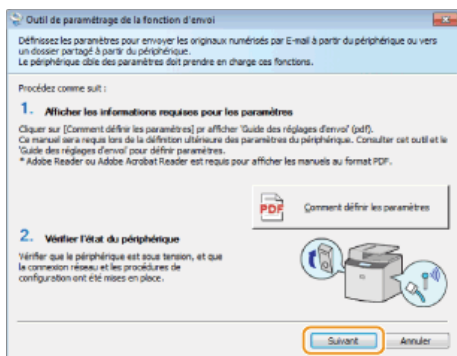 Outil de paramétrage de la fonction d'envoi
Définissez les paramètres pour envoyer les originaux numérisés par E-mail à partir du périphérique ou vers
un dossier partagé à partir du périphérique.
Le périphérique cible des paramètres doit prendre en charge ces fonctions.
Procédez comme suit :
1. Afficher les informations requises pour les
paramètres
Cliquer sur [Comment définir les paramètres] pr afficher 'Guide des réglages d'envoi' (pdf).
Ce manuel sera requis lors de la définition ultérieure des paramètres du périphérique. Consulter cet outil et le
'Guide des réglages d'envoi' pour définir paramètres.
* Adobe Reader ou Adobe Acrobat Reader est requis pour afficher les manuels au format PDF.
PDF Comment définir les paramètres
2. Vérifier l'état du périphérique
Vérifier que le périphérique est sous tension, et que
la connexion réseau et les procédures de
configuration ont été mises en place.
Suivant Annuler